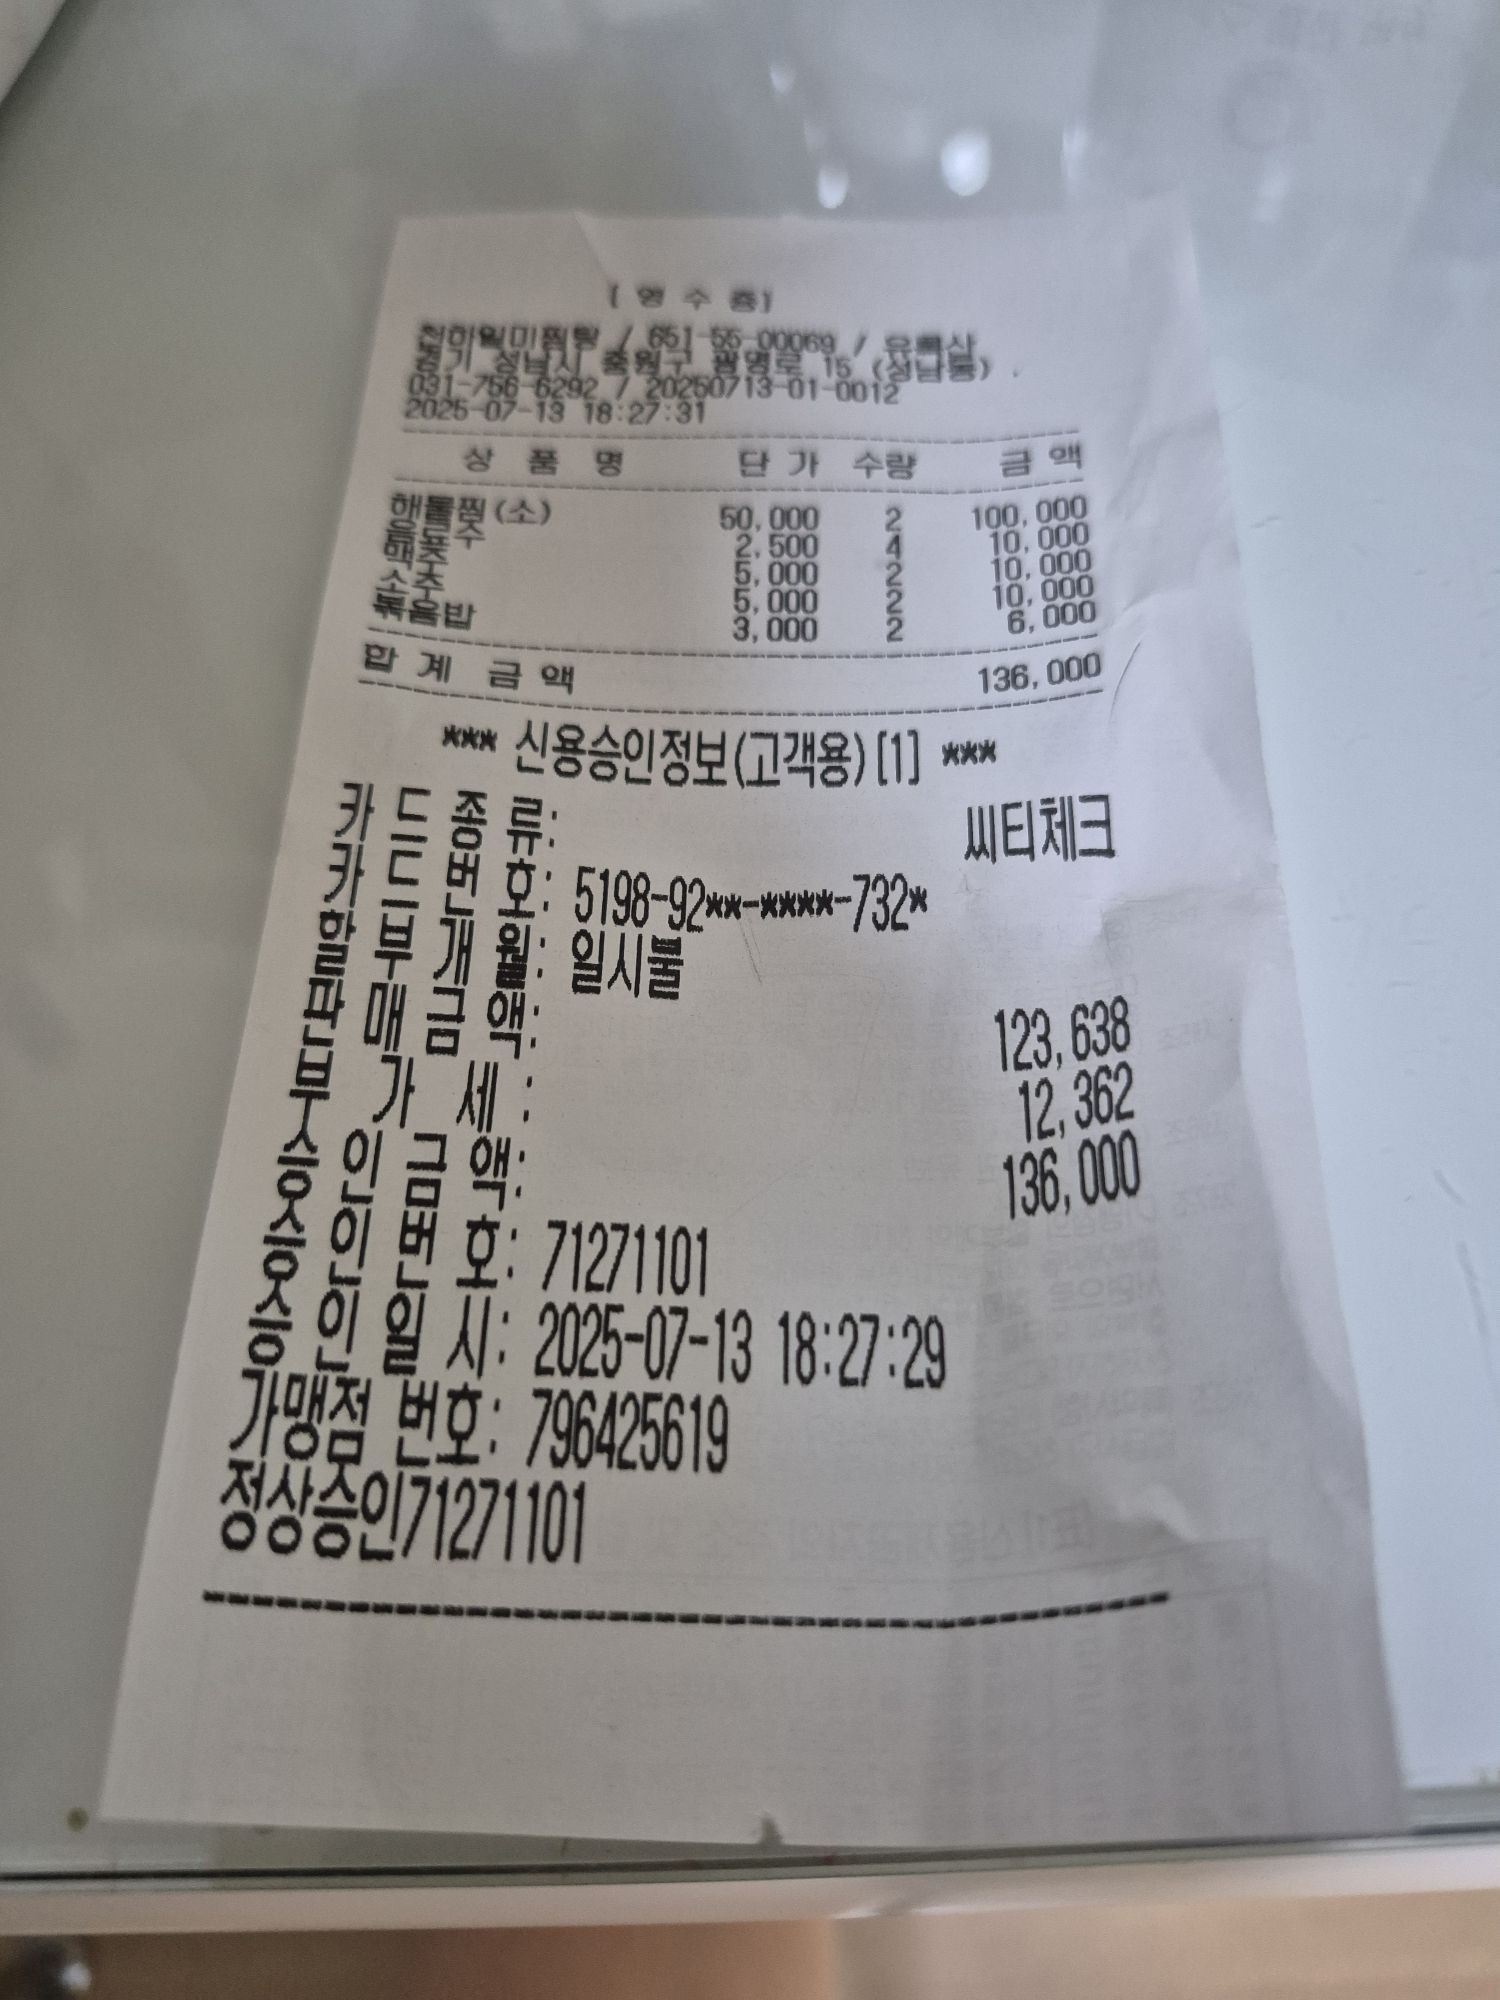 [ 영 수 증]
천하일미찜탕 / 651-55-00069 /
경기 성남시 중원구 광명로 15 (성남동) .
031-756-6292 / 20250713-01-0012
2025-07-13 18:27:31
상 품 명 단 가 수량 금 액
해물찜(소) 50,000 2 100,000
음료수 2,500 4 10,000
맥주 5,000 2 10,000
소주 5,000 2 10,000
볶음밥 3,000 2 6,000
합 계 금 액 136,000
*** 신용승인정보(고객용)[1] ***
카 드 종 류: 씨티체크
카 드 번 호: 5198-92**-****-732*
할 부 개 월: 일시불
판 매 금 액: 123,638
부 가 세 : 12,362
승 인 금 액: 136,000
승 인 번 호: 71271101
승 인 일 시: 2025-07-13 18:27:29
가맹점 번호: 796425619
정상승인71271101